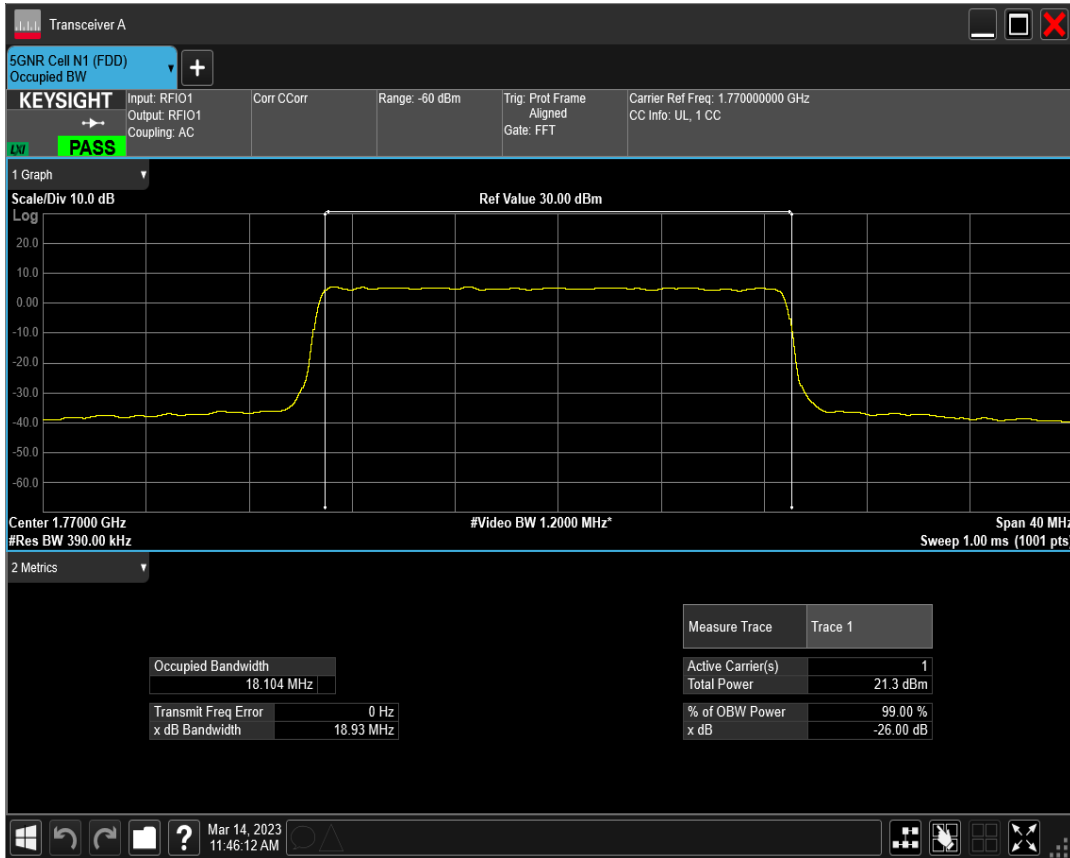 Transceiver A
5GNR Cell N1 (FDD)
Occupied BW
+
KEYSIGHT
LXI
PASS
Input: RFIO1
Output: RFIO1
Coupling: AC
Corr CCorr
Range: -60 dBm
Trig: Prot Frame
Aligned
Gate: FFT
Carrier Ref Freq: 1.770000000 GHz
CC Info: UL, 1 CC
1 Graph
Scale/Div 10.0 dB
Ref Value 30.00 dBm
Log
20.0
10.0
0.00
-10.0
-20.0
-30.0
-40.0
-50.0
-60.0
Center 1.77000 GHz
#Video BW 1.2000 MHz*
Span 40 MHz
#Res BW 390.00 kHz
Sweep 1.00 ms (1001 pts)
2 Metrics
Measure Trace Trace 1
Occupied Bandwidth
18.104 MHz
Transmit Freq Error 0 Hz
x dB Bandwidth 18.93 MHz
Active Carrier(s) 1
Total Power 21.3 dBm
% of OBW Power 99.00 %
x dB -26.00 dB
?
Mar 14, 2023
11:46:12 AM